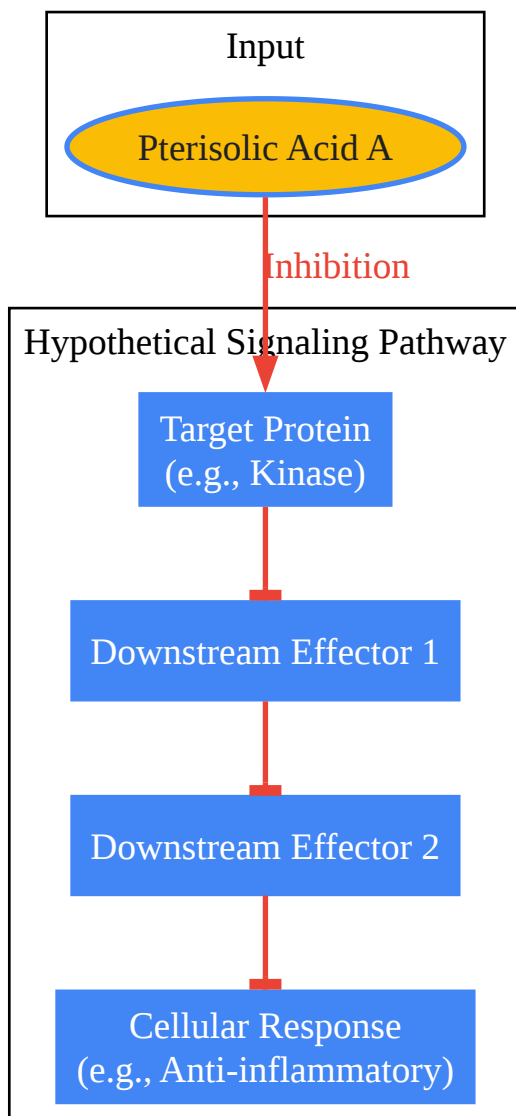 Input
Pterisolic Acid A
Inhibition
Hypothetical Signaling Pathway
Target Protein
(e.g., Kinase)
Downstream Effector 1
Downstream Effector 2
Cellular Response
(e.g., Anti-inflammatory)